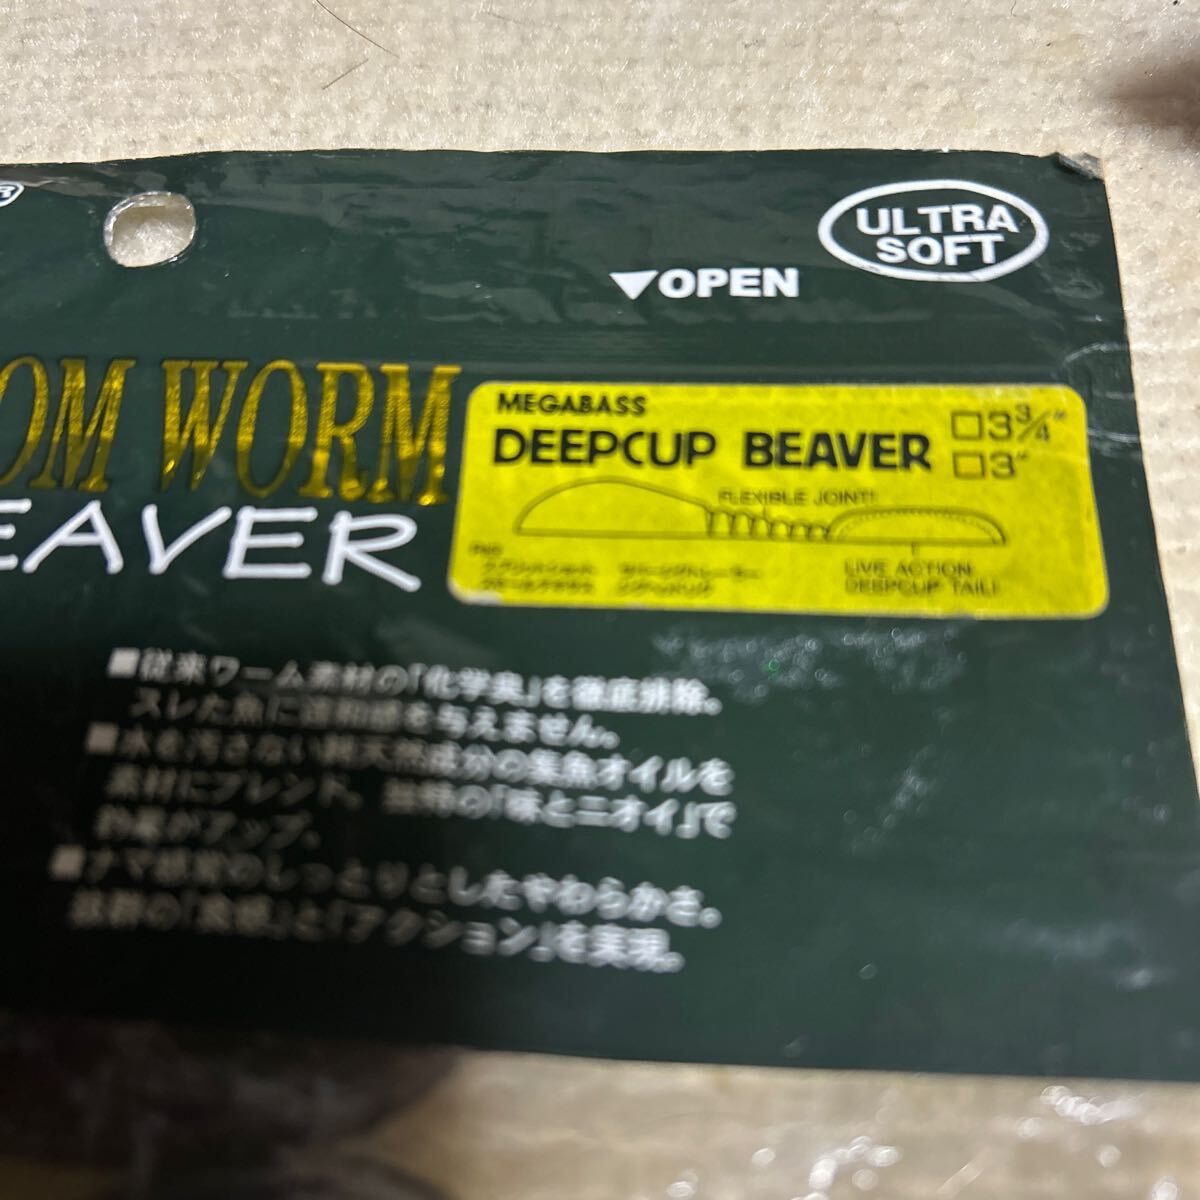 ®
ULTRA
SOFT
▼OPEN
OM WORM
EAVER
MEGABASS
DEEPCUP BEAVER
□3 3/4"
□3"
FLEXIBLE JOINT!
LIVE ACTION
DEEPCUP TAIL!
■従来ワーム素材の「化学臭」を徹底排除。
スレた魚に違和感を与えません。
■水を汚さない純天然成分の集魚オイルを
素材にブレンド。独特の「味とニオイ」で
釣果がアップ。
■ナマ感覚のしっとりとしたやわらかさ。
抜群の「食感」と「アクション」を実現。